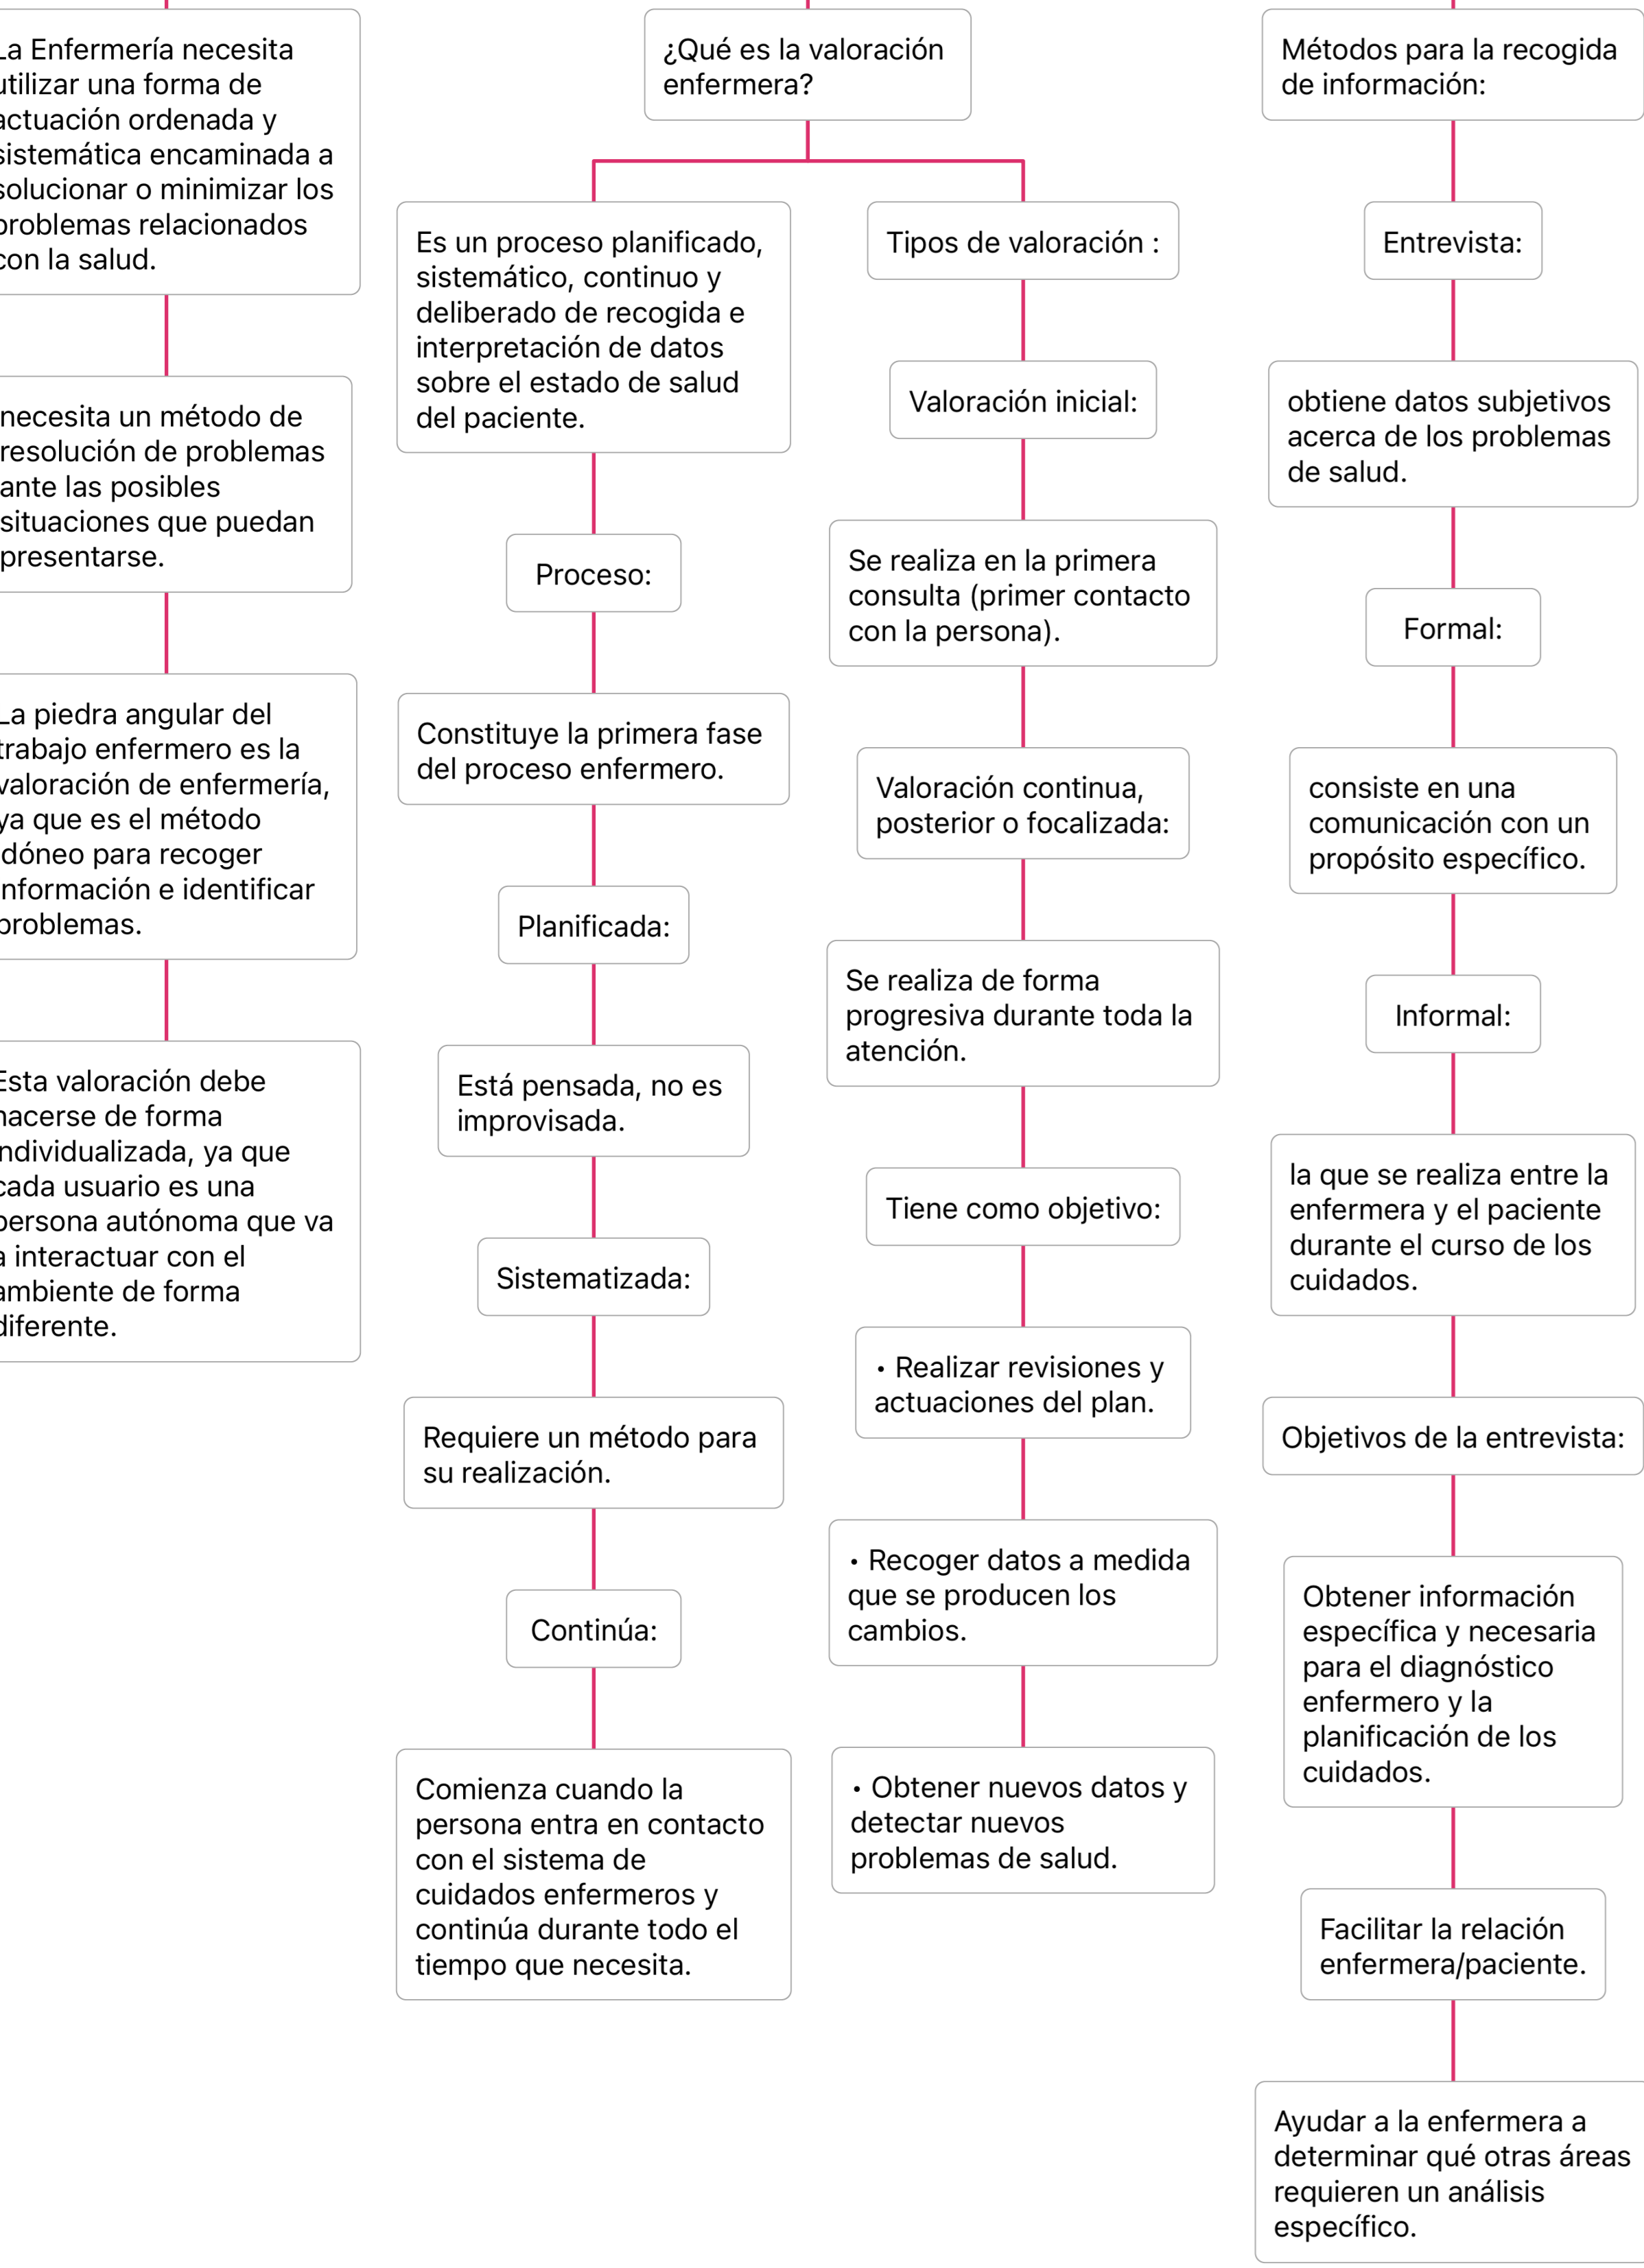 La Enfermería necesita
utilizar una forma de
actuación ordenada y
sistemática encaminada a
solucionar o minimizar los
problemas relacionados
con la salud.
necesita un método de
resolución de problemas
ante las posibles
situaciones que puedan
presentarse.
La piedra angular del
trabajo enfermero es la
valoración de enfermería,
ya que es el método
idóneo para recoger
información e identificar
problemas.
Esta valoración debe
hacerse de forma
individualizada, ya que
cada usuario es una
persona autónoma que va
a interactuar con el
ambiente de forma
diferente.
¿Qué es la valoración
enfermera?
Es un proceso planificado,
sistemático, continuo y
deliberado de recogida e
interpretación de datos
sobre el estado de salud
del paciente.
Proceso:
Constituye la primera fase
del proceso enfermero.
Planificada:
Está pensada, no es
improvisada.
Sistematizada:
Requiere un método para
su realización.
Continúa:
Comienza cuando la
persona entra en contacto
con el sistema de
cuidados enfermeros y
continúa durante todo el
tiempo que necesita.
Tipos de valoración :
Valoración inicial:
Se realiza en la primera
consulta (primer contacto
con la persona).
Valoración continua,
posterior o focalizada:
Se realiza de forma
progresiva durante toda la
atención.
Tiene como objetivo:
• Realizar revisiones y
actuaciones del plan.
• Recoger datos a medida
que se producen los
cambios.
• Obtener nuevos datos y
detectar nuevos
problemas de salud.
Métodos para la recogida
de información:
Entrevista:
obtiene datos subjetivos
acerca de los problemas
de salud.
Formal:
consiste en una
comunicación con un
propósito específico.
Informal:
la que se realiza entre la
enfermera y el paciente
durante el curso de los
cuidados.
Objetivos de la entrevista:
Obtener información
específica y necesaria
para el diagnóstico
enfermero y la
planificación de los
cuidados.
Facilitar la relación
enfermera/paciente.
Ayudar a la enfermera a
determinar qué otras áreas
requieren un análisis
específico.